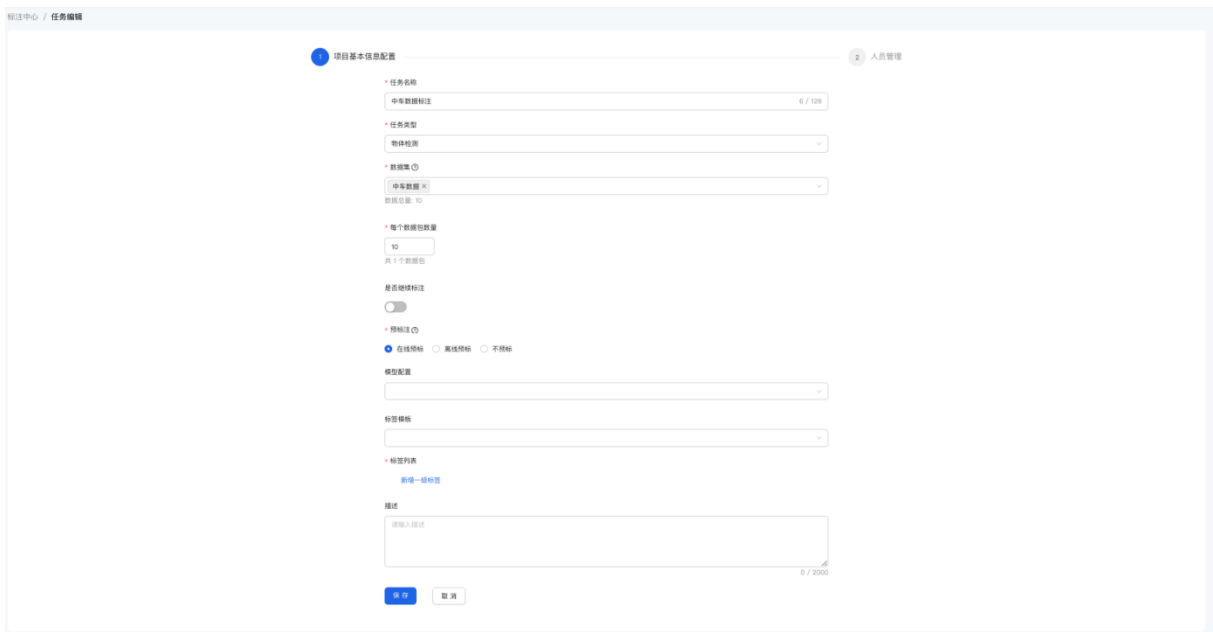 标注中心 / 任务编辑
1 项目基本信息配置
2 人员管理
* 任务名称
中车数据标注 6 / 128
* 任务类型
物体检测
* 数据集
中车数据 ×
数据总量: 10
* 每个数据包数量
10
共 1 个数据包
是否继续标注
* 预标注
在线预标 离线预标 不预标
模型配置
标签模板
* 标签列表
新增一级标签
描述
请输入描述
0 / 2000
保 存 取 消